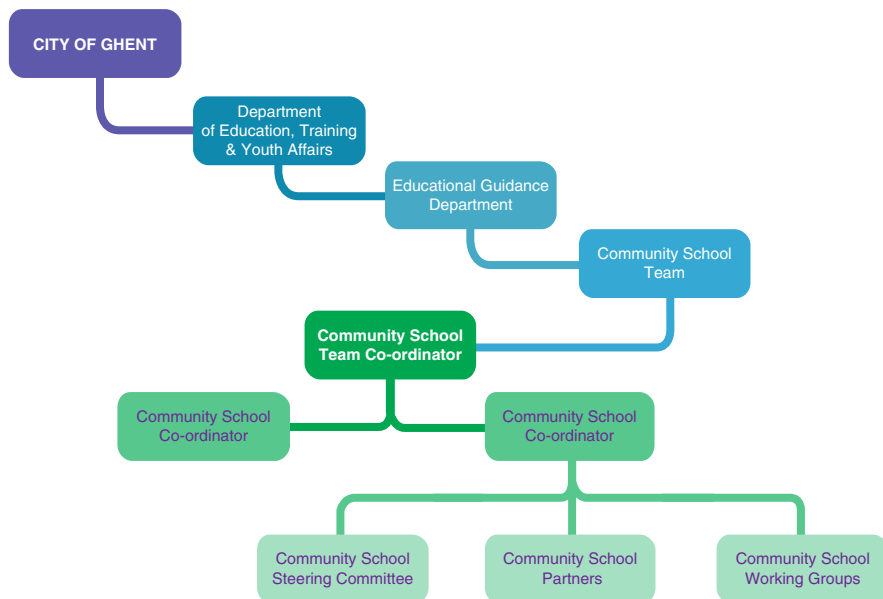 CITY OF GHENT
Department
of Education, Training
& Youth Affairs
Educational Guidance
Department
Community School
Team
Community School
Team Co-ordinator
Community School
Co-ordinator
Community School
Co-ordinator
Community School
Steering Committee
Community School
Partners
Community School
Working Groups